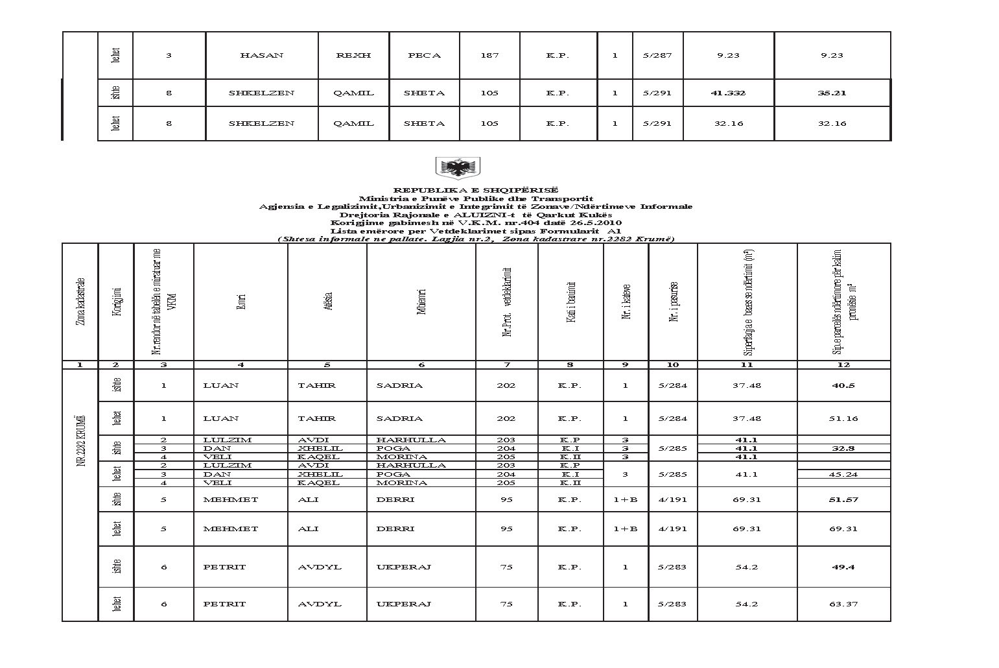 behet 3 HASAN REXH PECA 187 K.P. 1 5/287 9.23 9.23
ishte 8 SHKELZEN QAMIL SHETA 105 K.P. 1 5/291 41.332 35.21
behet 8 SHKELZEN QAMIL SHETA 105 K.P. 1 5/291 32.16 32.16
REPUBLIKA E SHQIPËRISË
Ministria e Punëve Publike dhe Transportit
Agjensia e Legalizimit,Urbanizimit e Integrimit të Zonave/Ndërtimeve Informale
Drejtoria Rajonale e ALUIZNI-t të Qarkut Kukës
Korigjime gabimesh në V.K.M. nr.404 datë 26.5.2010
Lista emërore per Vetdeklarimet sipas Formularit A1
(Shtesa informale ne pallate. Lagjia nr.2, Zona kadastrare nr.2282 Krumë)
Zona kadastrale
Korigjimi
Nr.rendor në tabelën e miratuar me
VKM
Emri
Atësia
Mbiemri
Nr.Prot. vetdeklarimit
Kati i banimit
Nr. i kateve
Nr. i pasurise
Siperfaqja e bazes se ndërtimit (m²)
Sip.e parcelës ndërtimore për kalim
pronësie m²
1 2 3 4 5 6 7 8 9 10 11 12
NR.2282 KRUMË
ishte 1 LUAN TAHIR SADRIA 202 K.P. 1 5/284 37.48 40.5
behet 1 LUAN TAHIR SADRIA 202 K.P. 1 5/284 37.48 51.16
ishte
2 LULZIM AVDI HARHULLA 203 K.P 3 41.1
3 DAN XHELIL POGA 204 K.I 3 5/285 41.1 32.8
4 VELI KAQEL MORINA 205 K.II 3 41.1
behet
2 LULZIM AVDI HARHULLA 203 K.P
3 DAN XHELIL POGA 204 K.I 3 5/285 41.1 45.24
4 VELI KAQEL MORINA 205 K.II
ishte 5 MEHMET ALI DERRI 95 K.P. 1+B 4/191 69.31 51.57
behet 5 MEHMET ALI DERRI 95 K.P. 1+B 4/191 69.31 69.31
ishte 6 PETRIT AVDYL UKPERAJ 75 K.P. 1 5/283 54.2 49.4
behet 6 PETRIT AVDYL UKPERAJ 75 K.P. 1 5/283 54.2 63.37